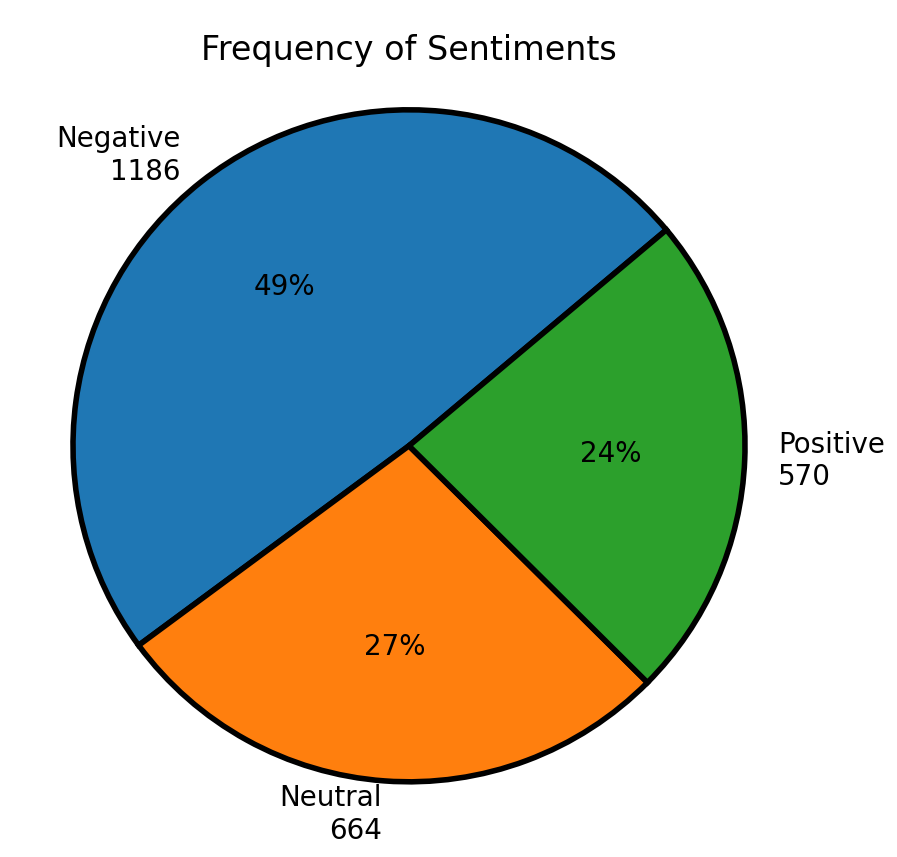 Frequency of Sentiments
Negative
1186
49%
24%
Positive
570
27%
Neutral
664